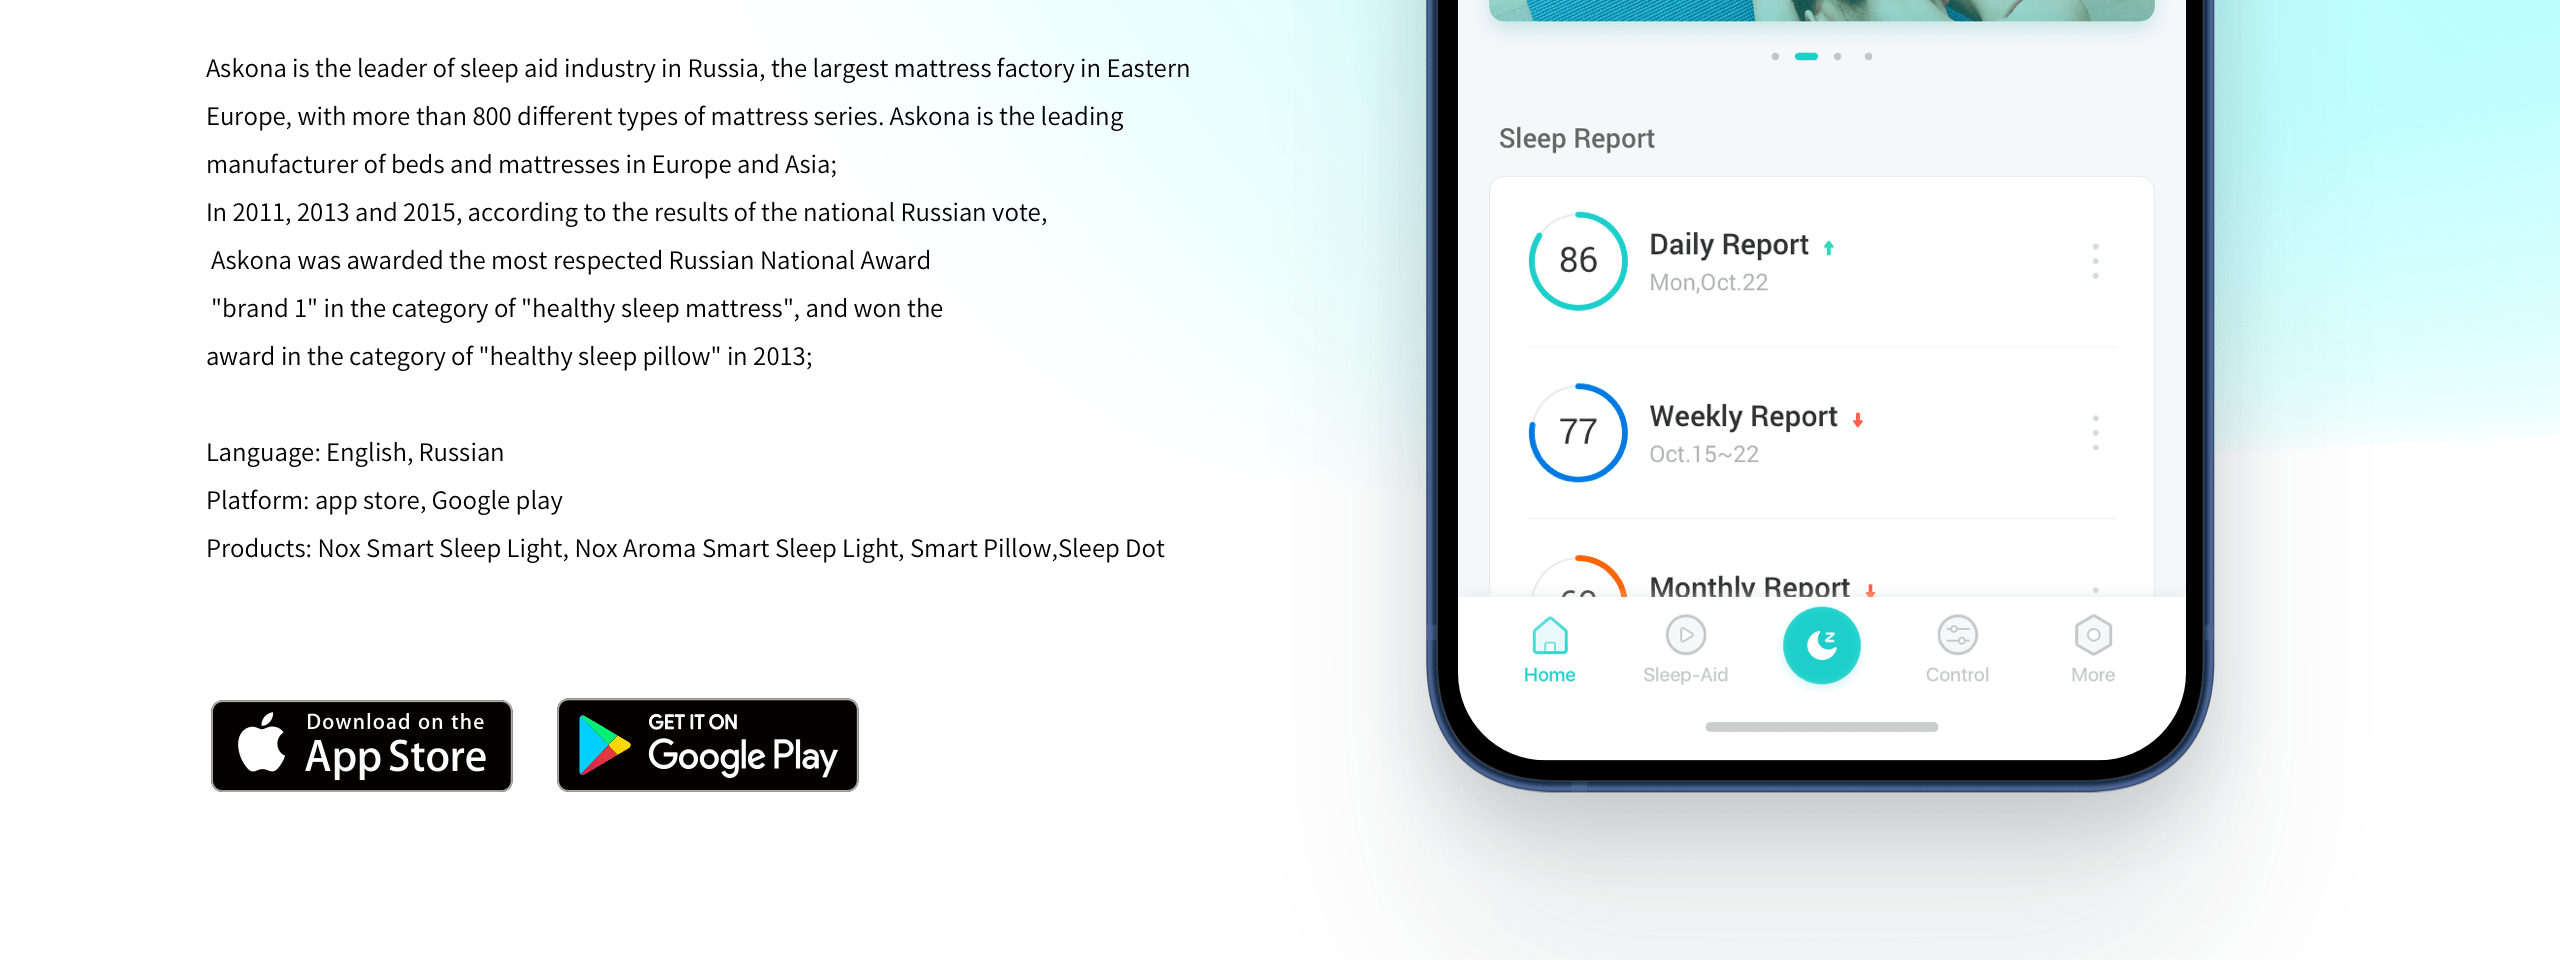 Askona is the leader of sleep aid industry in Russia, the largest mattress factory in Eastern
Europe, with more than 800 different types of mattress series. Askona is the leading
manufacturer of beds and mattresses in Europe and Asia;
In 2011, 2013 and 2015, according to the results of the national Russian vote,
Askona was awarded the most respected Russian National Award
"brand 1" in the category of "healthy sleep mattress", and won the
award in the category of "healthy sleep pillow" in 2013;
Language: English, Russian
Platform: app store, Google play
Products: Nox Smart Sleep Light, Nox Aroma Smart Sleep Light, Smart Pillow,Sleep Dot
Download on the
App Store
GET IT ON
Google Play
Sleep Report
86
Daily Report
Mon,Oct.22
77
Weekly Report
Oct.15~22
Monthly Report
z
Home
Sleep-Aid
Control
More